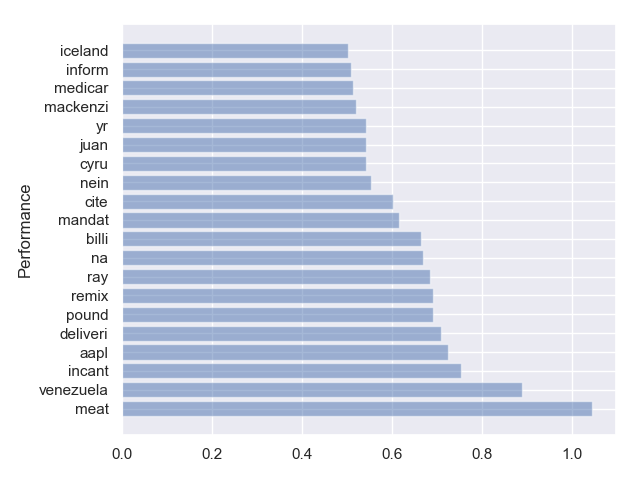 iceland
inform
medicar
mackenzi
yr
juan
cyru
nein
cite
mandat
billi
na
ray
remix
pound
deliveri
aapl
incant
venezuela
meat
Performance
0.0 0.2 0.4 0.6 0.8 1.0